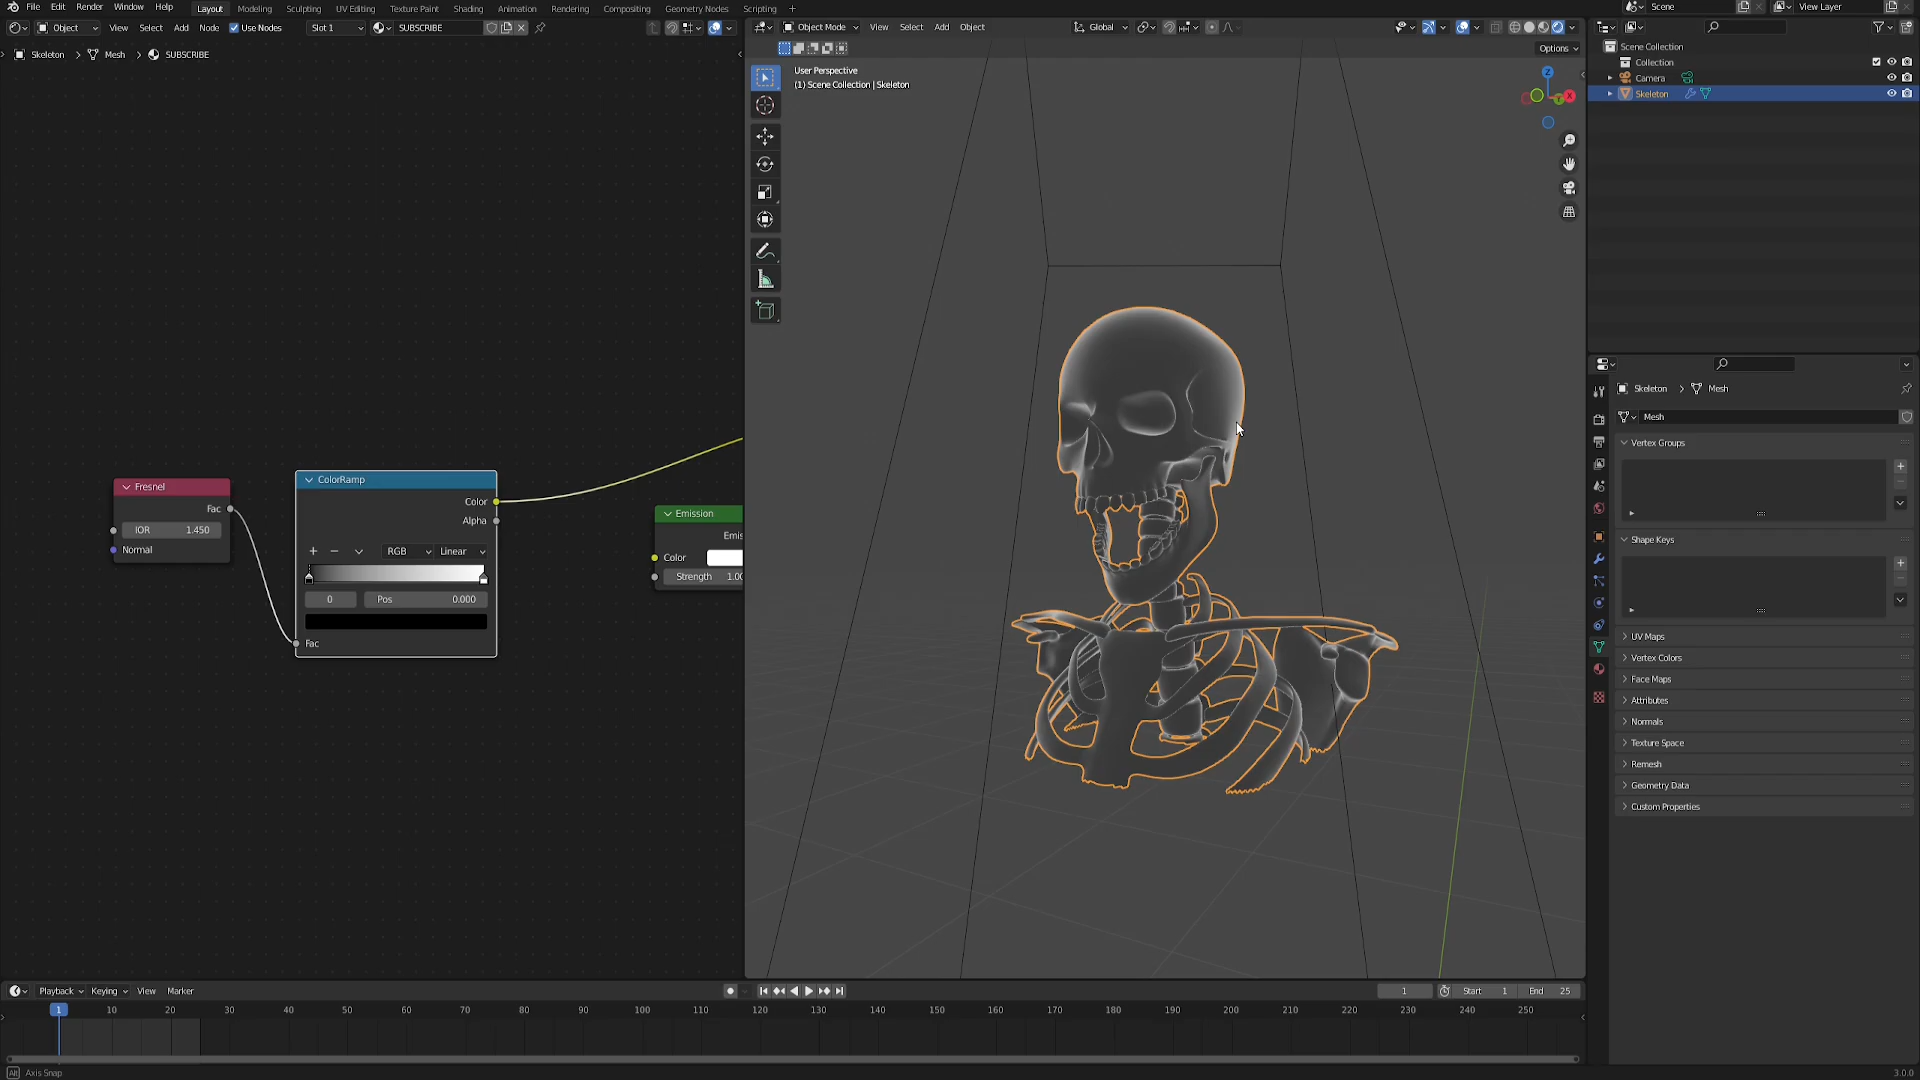 File Edit Render Window Help Layout Modeling Sculpting UV Editing Texture Paint Shading Animation Rendering Compositing Geometry Nodes Scripting + Scene View Layer
Object View Select Add Node Use Nodes Slot 1 SUBSCRIBE
Object Mode View Select Add Object Global
Options
Skeleton > Mesh > SUBSCRIBE
User Perspective
(1) Scene Collection | Skeleton
Z
X
Y
Scene Collection
Collection
Camera
Skeleton
Fresnel
Fac
IOR 1.450
Normal
ColorRamp
Color
Alpha
RGB Linear
0 Pos 0.000
Fac
Emission
Emis
Color
Strength 1.00
Skeleton > Mesh
Mesh
Vertex Groups
Shape Keys
UV Maps
Vertex Colors
Face Maps
Attributes
Normals
Texture Space
Remesh
Geometry Data
Custom Properties
Playback Keying View Marker
1 Start 1 End 25
1 10 20 30 40 50 60 70 80 90 100 110 120 130 140 150 160 170 180 190 200 210 220 230 240 250
Alt Axis Snap
3.0.0